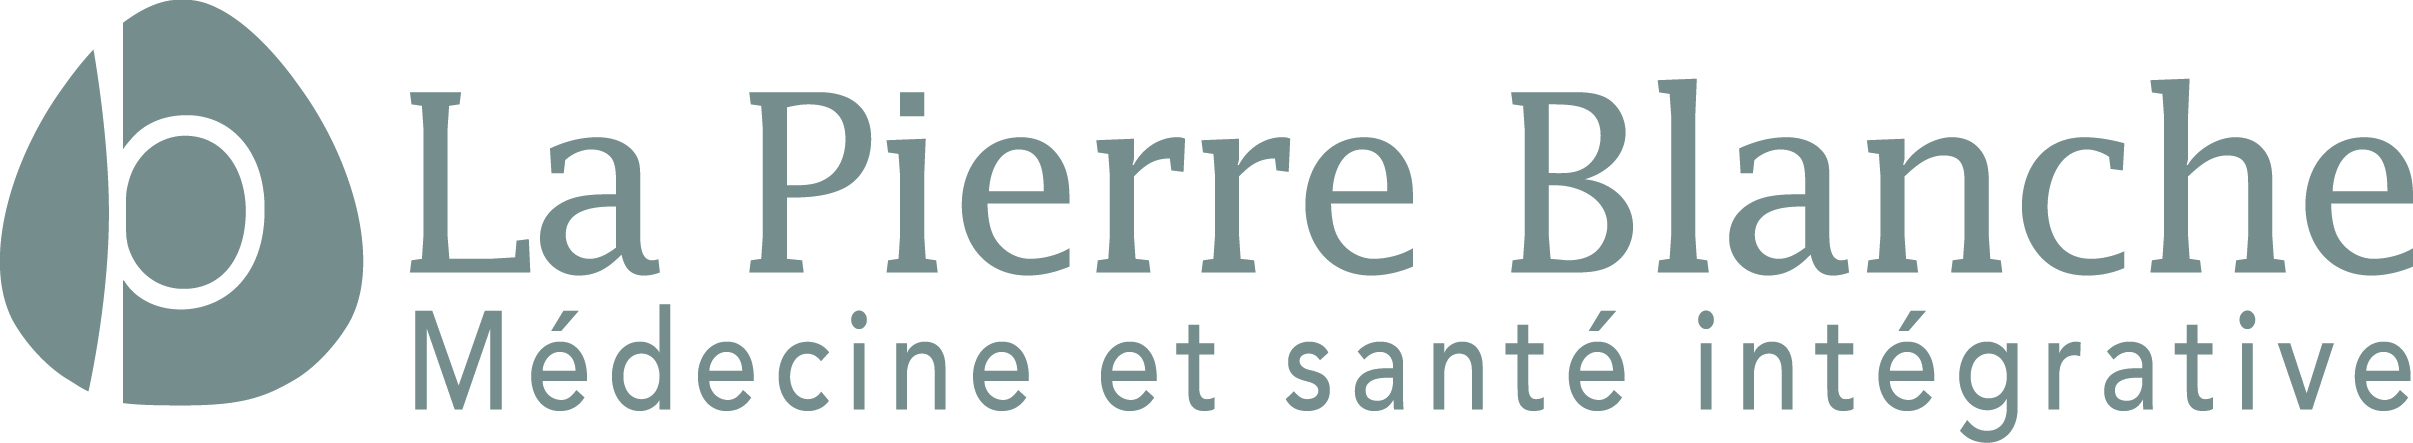 La Pierre Blanche
Médecine et santé intégrative